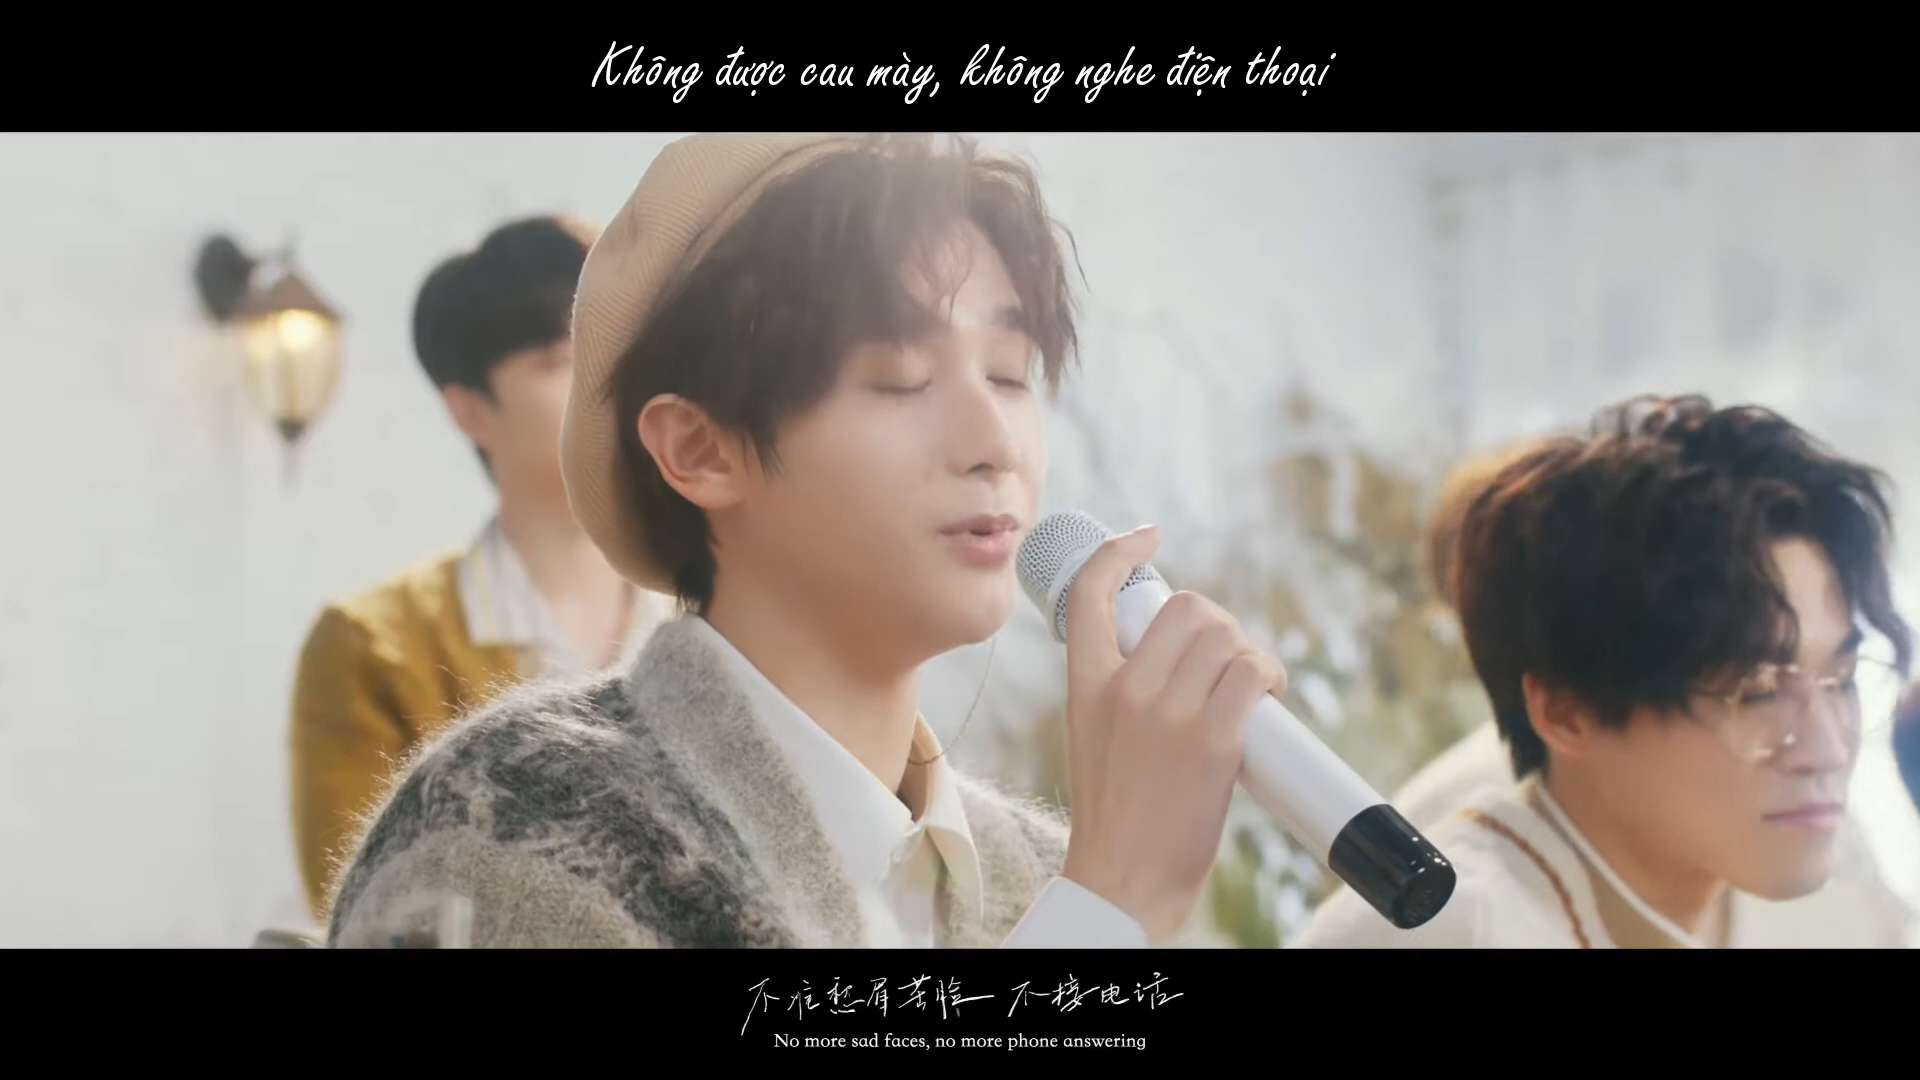 Không được cau mày, không nghe điện thoại
不准愁眉苦脸 不接电话
No more sad faces, no more phone answering